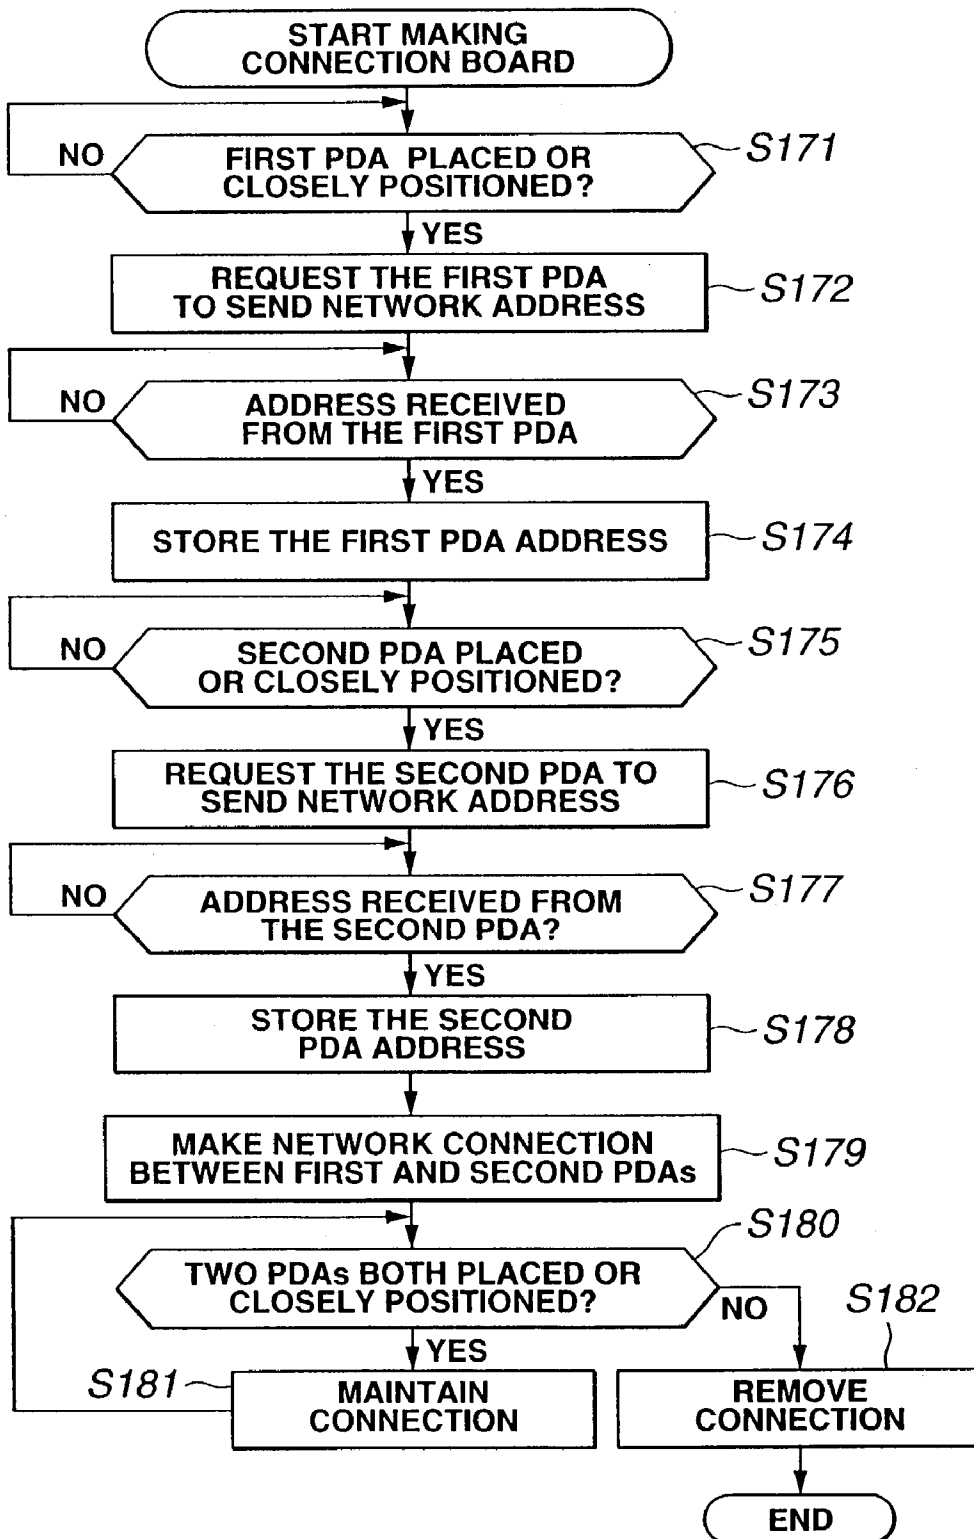 START MAKING
CONNECTION BOARD
NO
FIRST PDA PLACED OR
CLOSELY POSITIONED?
S171
YES
REQUEST THE FIRST PDA
TO SEND NETWORK ADDRESS
S172
NO
ADDRESS RECEIVED
FROM THE FIRST PDA
S173
YES
STORE THE FIRST PDA ADDRESS
S174
NO
SECOND PDA PLACED
OR CLOSELY POSITIONED?
S175
YES
REQUEST THE SECOND PDA TO
SEND NETWORK ADDRESS
S176
NO
ADDRESS RECEIVED FROM
THE SECOND PDA?
S177
YES
STORE THE SECOND
PDA ADDRESS
S178
MAKE NETWORK CONNECTION
BETWEEN FIRST AND SECOND PDAs
S179
TWO PDAs BOTH PLACED OR
CLOSELY POSITIONED?
S180
NO
YES
S181
MAINTAIN
CONNECTION
S182
REMOVE
CONNECTION
END